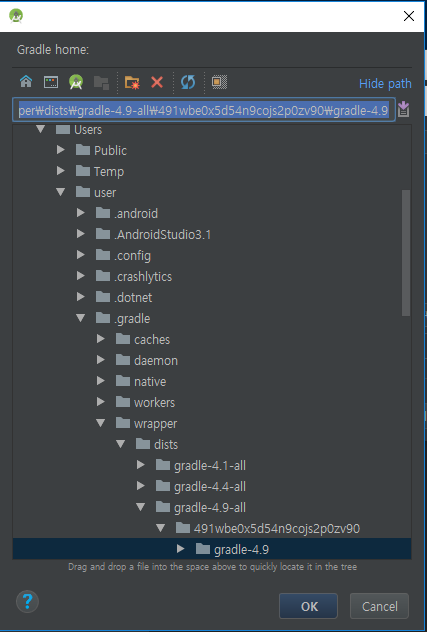 Gradle home:
Hide path
per₩dists₩gradle-4.9-all₩491wbe0x5d54n9cojs2p0zv90₩gradle-4.9
Users
Public
Temp
user
.android
.AndroidStudio3.1
.config
.crashlytics
.dotnet
.gradle
caches
daemon
native
workers
wrapper
dists
gradle-4.1-all
gradle-4.4-all
gradle-4.9-all
491wbe0x5d54n9cojs2p0zv90
gradle-4.9
Drag and drop a file into the space above to quickly locate it in the tree
?
OK
Cancel